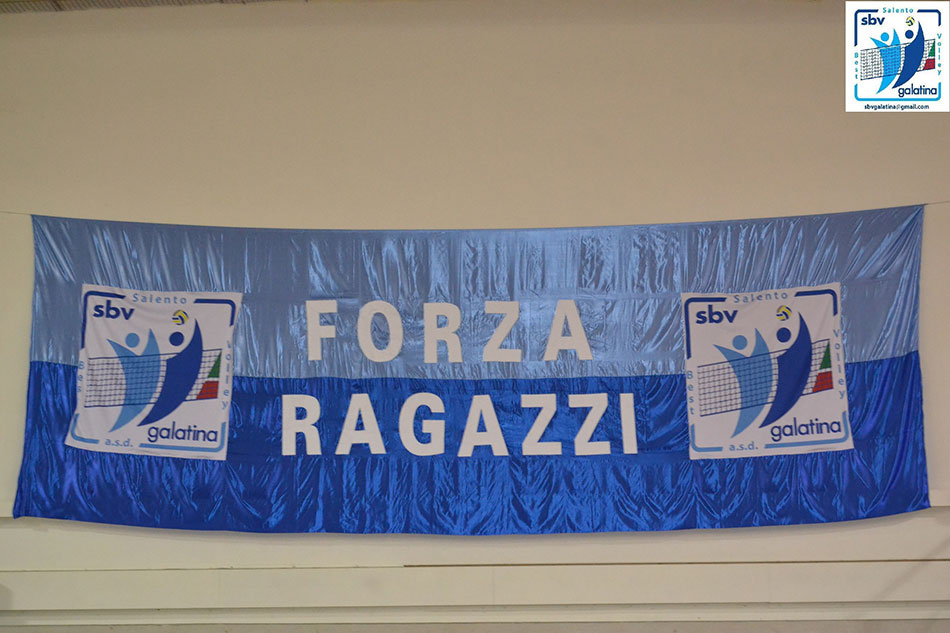 Salento
sbv
Best
Volley
galatina
sbvgalatina@gmail.com
FORZA
RAGAZZI
Salento
sbv
Best
Volley
galatina
a.s.d.
Salento
sbv
Best
Volley
galatina
a.s.d.